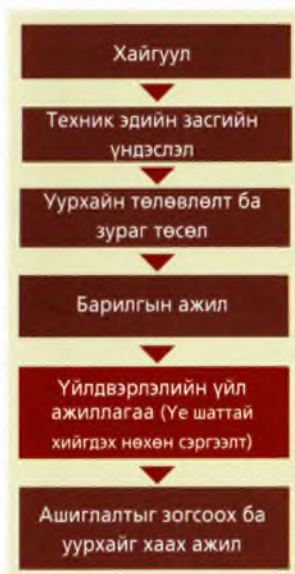 Хайгуул
Техник эдийн засгийн
үндэслэл
Уурхайн төлөвлөлт ба
зураг төсөл
Барилгын ажил
Үйлдвэрлэлийн үйл
ажиллагаа (Үе шаттай
хийгдэх нөхөн сэргээлт)
Ашиглалтыг зогсоох ба
уурхайг хаах ажил